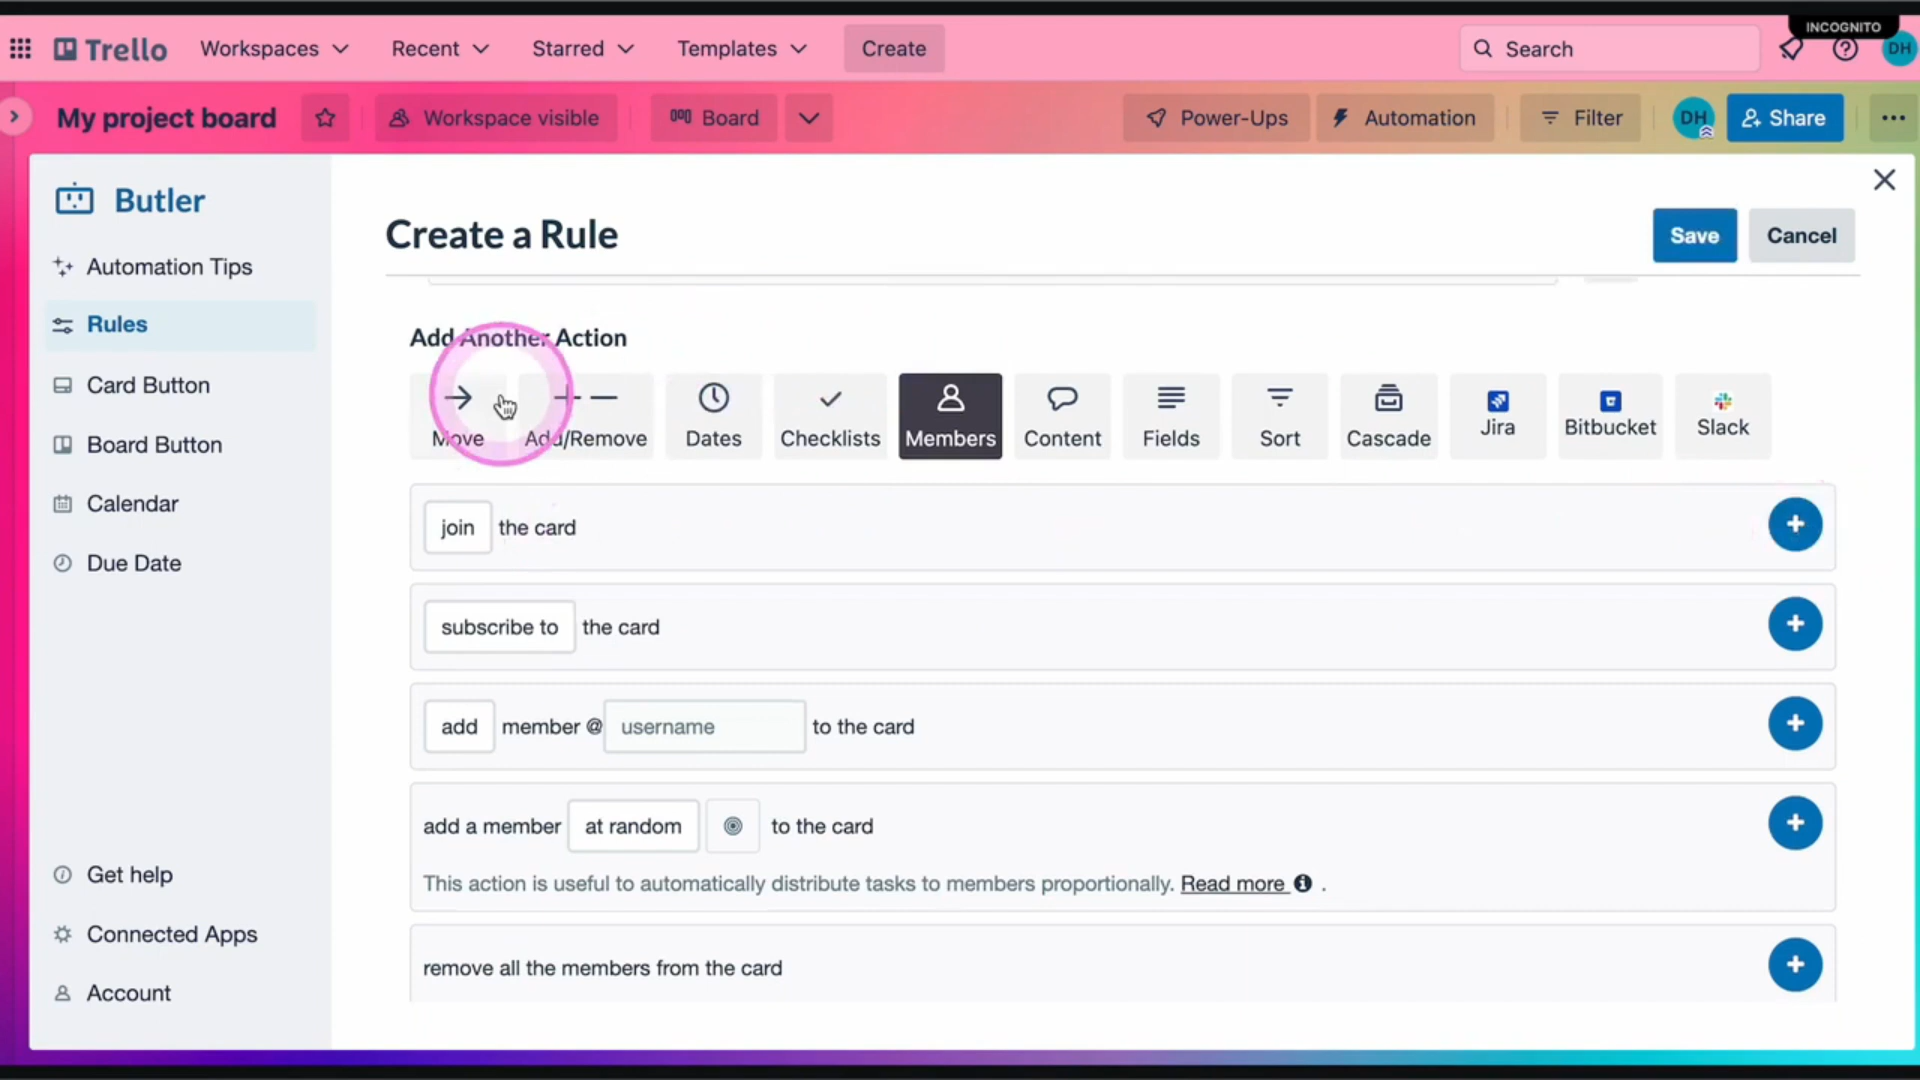 INCOGNITO
Trello Workspaces Recent Starred Templates Create Search DH
My project board Workspace visible Board Power-Ups Automation Filter DH Share
Butler
Automation Tips
Rules
Card Button
Board Button
Calendar
Due Date
Get help
Connected Apps
Account
Create a Rule
Save Cancel
Add Another Action
Move Add/Remove Dates Checklists Members Content Fields Sort Cascade Jira Bitbucket Slack
join the card
subscribe to the card
add member @ username to the card
add a member at random to the card
This action is useful to automatically distribute tasks to members proportionally. Read more .
remove all the members from the card